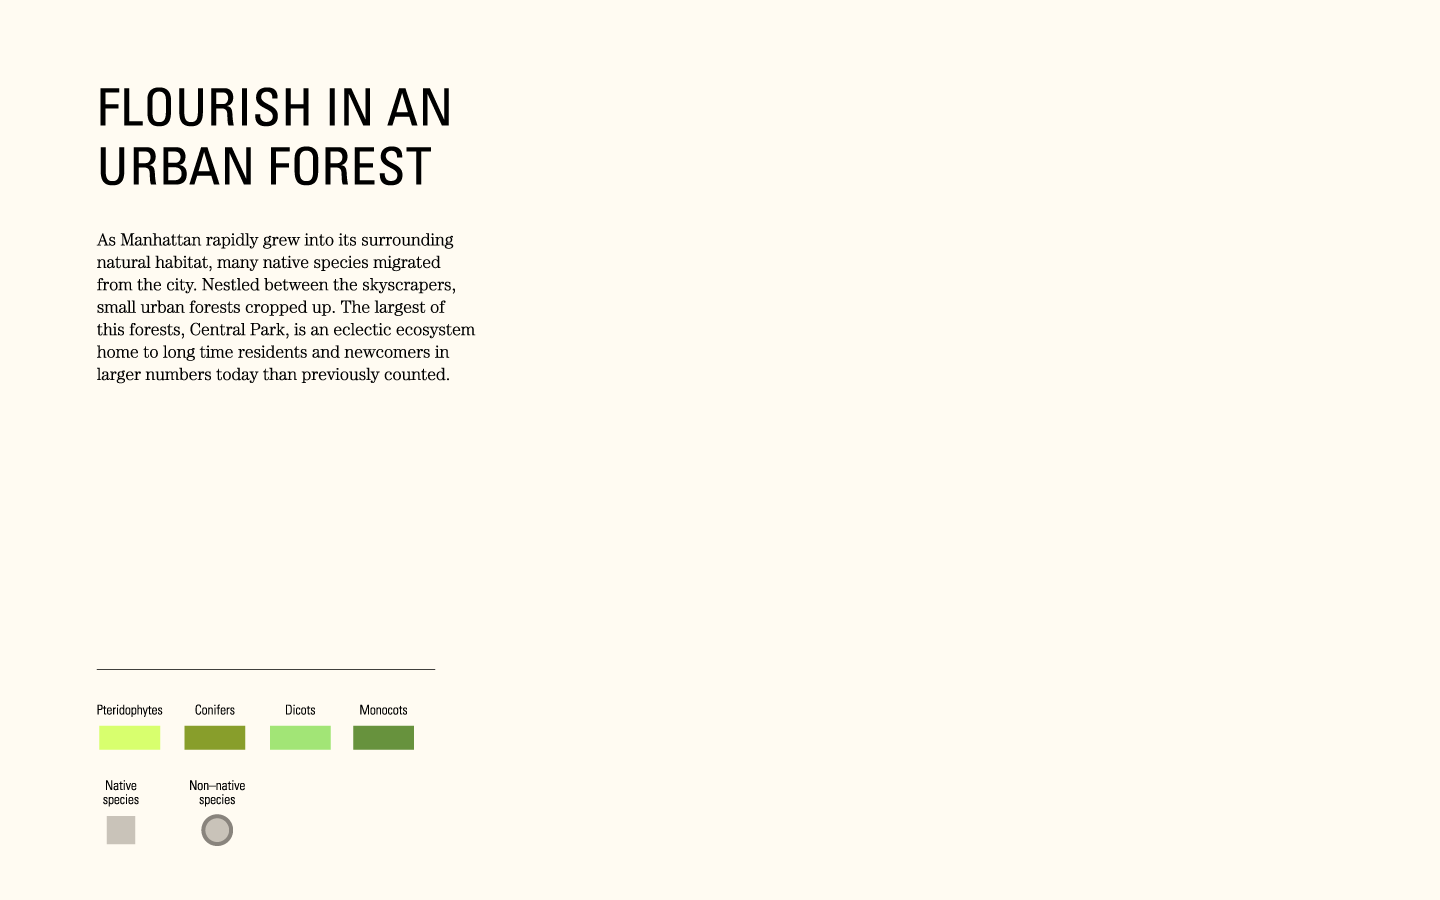 FLOURISH IN AN
URBAN FOREST
As Manhattan rapidly grew into its surrounding
natural habitat, many native species migrated
from the city. Nestled between the skyscrapers,
small urban forests cropped up. The largest of
this forests, Central Park, is an eclectic ecosystem
home to long time residents and newcomers in
larger numbers today than previously counted.
Pteridophytes Conifers Dicots Monocots
Native Non–native
species species